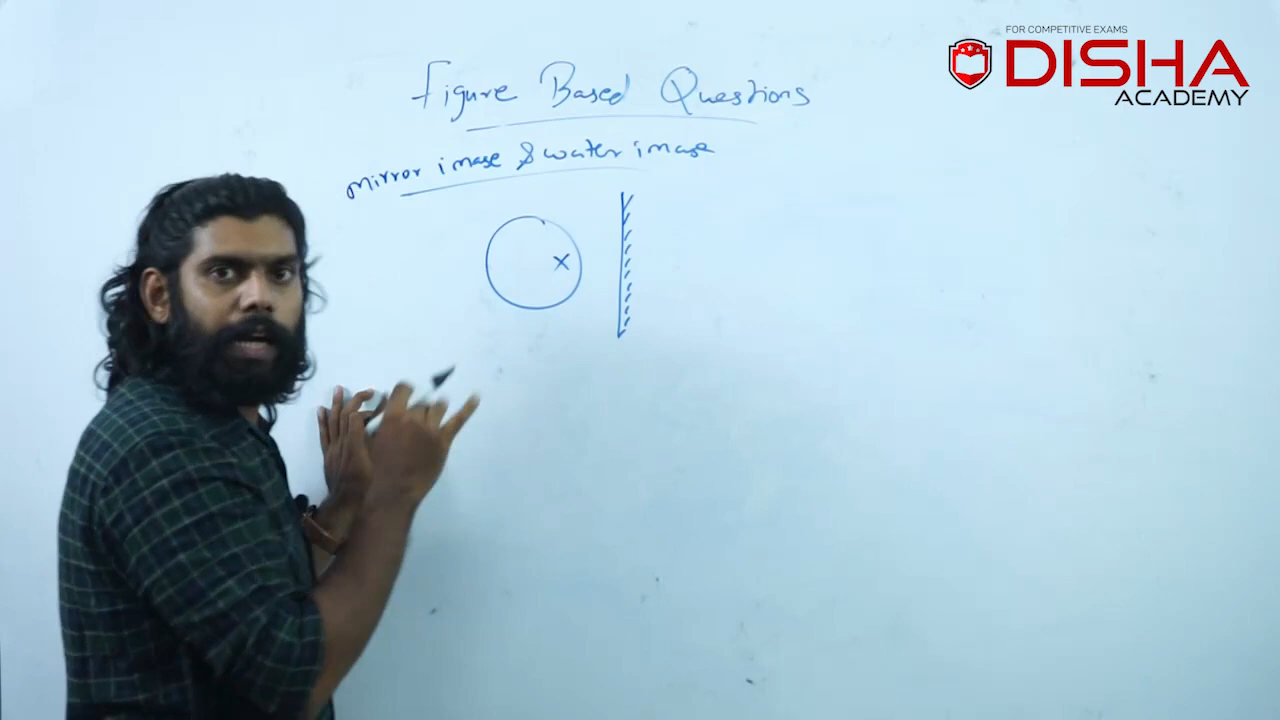 FOR COMPETITIVE EXAMS
DISHA
ACADEMY
Figure Based Questions
mirror image & water image
X